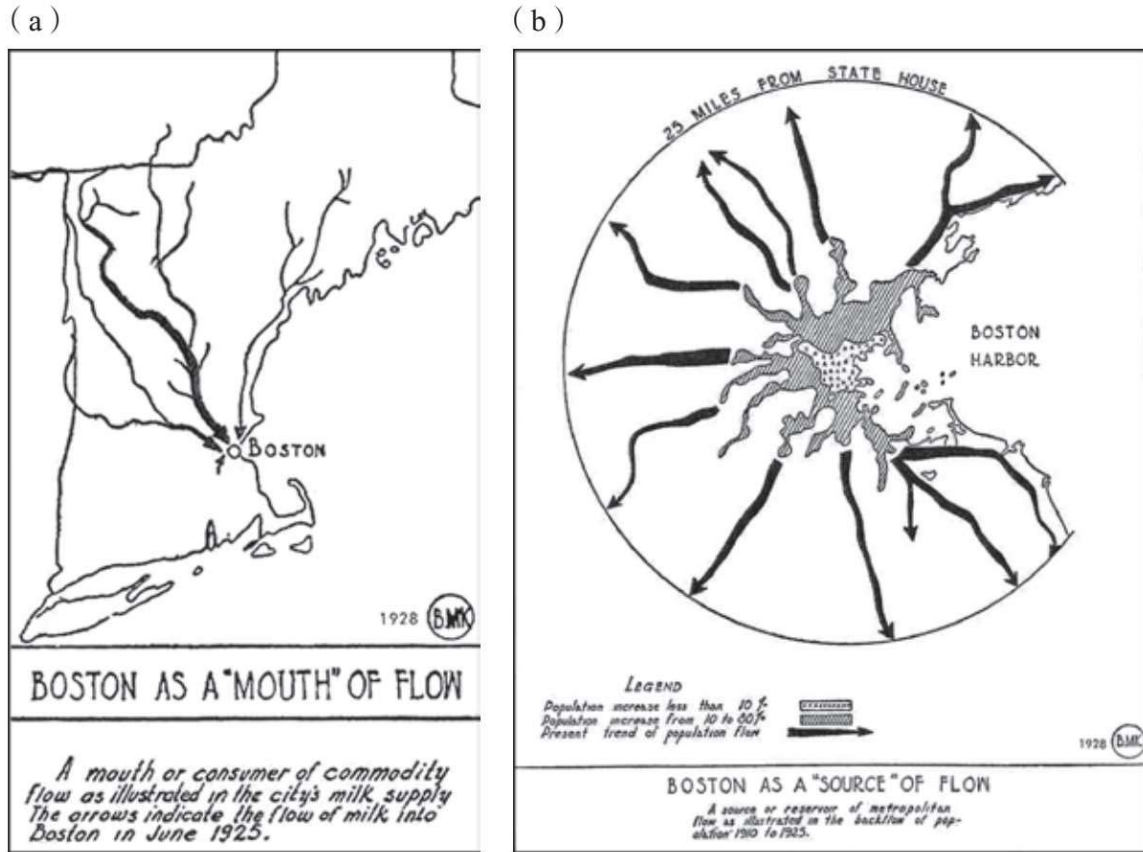 (a)
BOSTON
1928 BMK
BOSTON AS A "MOUTH" OF FLOW
A mouth or consumer of commodity
flow as illustrated in the city's milk supply
The arrows indicate the flow of milk into
Boston in June 1925.
(b)
25 MILES FROM STATE HOUSE
BOSTON
HARBOR
LEGEND
Population increase less than 10%
Population increase from 10 to 80%
Present trend of population flow
1928 BMK
BOSTON AS A "SOURCE" OF FLOW
A source or reservoir of metropolitan
flow as illustrated in the backflow of pop-
ulation 1910 to 1925.